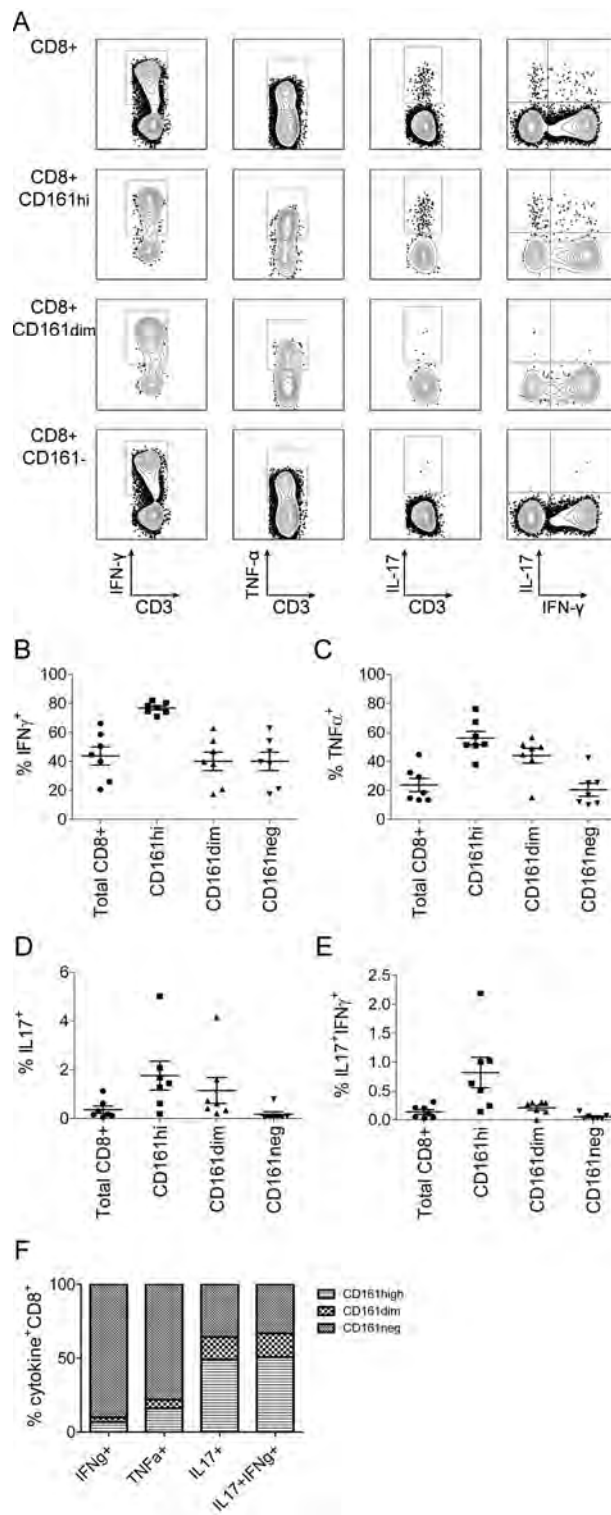 A
CD8+
CD8+
CD161hi
CD8+
CD161dim
CD8+
CD161-
IFN-γ
CD3
TNF-α
CD3
IL-17
CD3
IL-17
IFN-γ
B
% IFNγ+
100
80
60
40
20
0
Total CD8+
CD161hi
CD161dim
CD161neg
C
% TNFα+
100
80
60
40
20
0
Total CD8+
CD161hi
CD161dim
CD161neg
D
% IL17+
6
4
2
0
Total CD8+
CD161hi
CD161dim
CD161neg
E
% IL17+IFNγ+
2.5
2.0
1.5
1.0
0.5
0.0
Total CD8+
CD161hi
CD161dim
CD161neg
F
% cytokine+CD8+
100
50
0
IFNg+
TNFa+
IL17+
IL17+IFNg+
CD161high
CD161dim
CD161neg